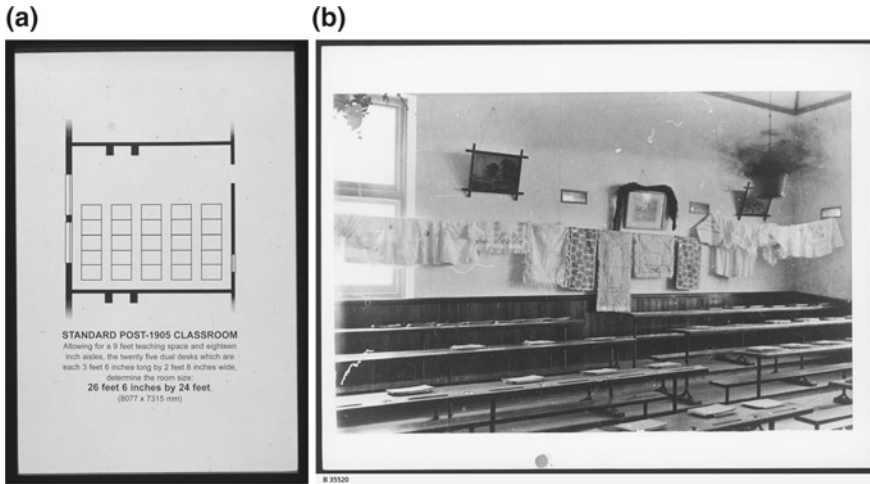 (a)
STANDARD POST-1905 CLASSROOM
Allowing for a 9 feet teaching space and eighteen
inch aisles, the twenty five dual desks which are
each 3 feet 6 inches long by 2 feet 8 inches wide,
determine the room size:
26 feet 6 inches by 24 feet.
(8077 x 7315 mm)
(b)
B 35520